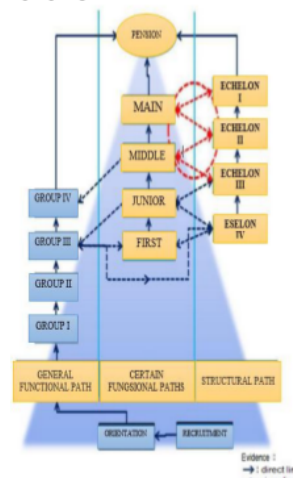 PENSION
MAIN
MIDDLE
JUNIOR
FIRST
ECHELON
I
ECHELON
II
ECHELON
III
ESELON
IV
GROUP IV
GROUP III
GROUP II
GROUP I
GENERAL
FUNCTIONAL PATH
CERTAIN
FUNGSIONAL PATHS
STRUCTURAL PATH
ORIENTATION
RECRUITMENT
Evidence :
: direct li